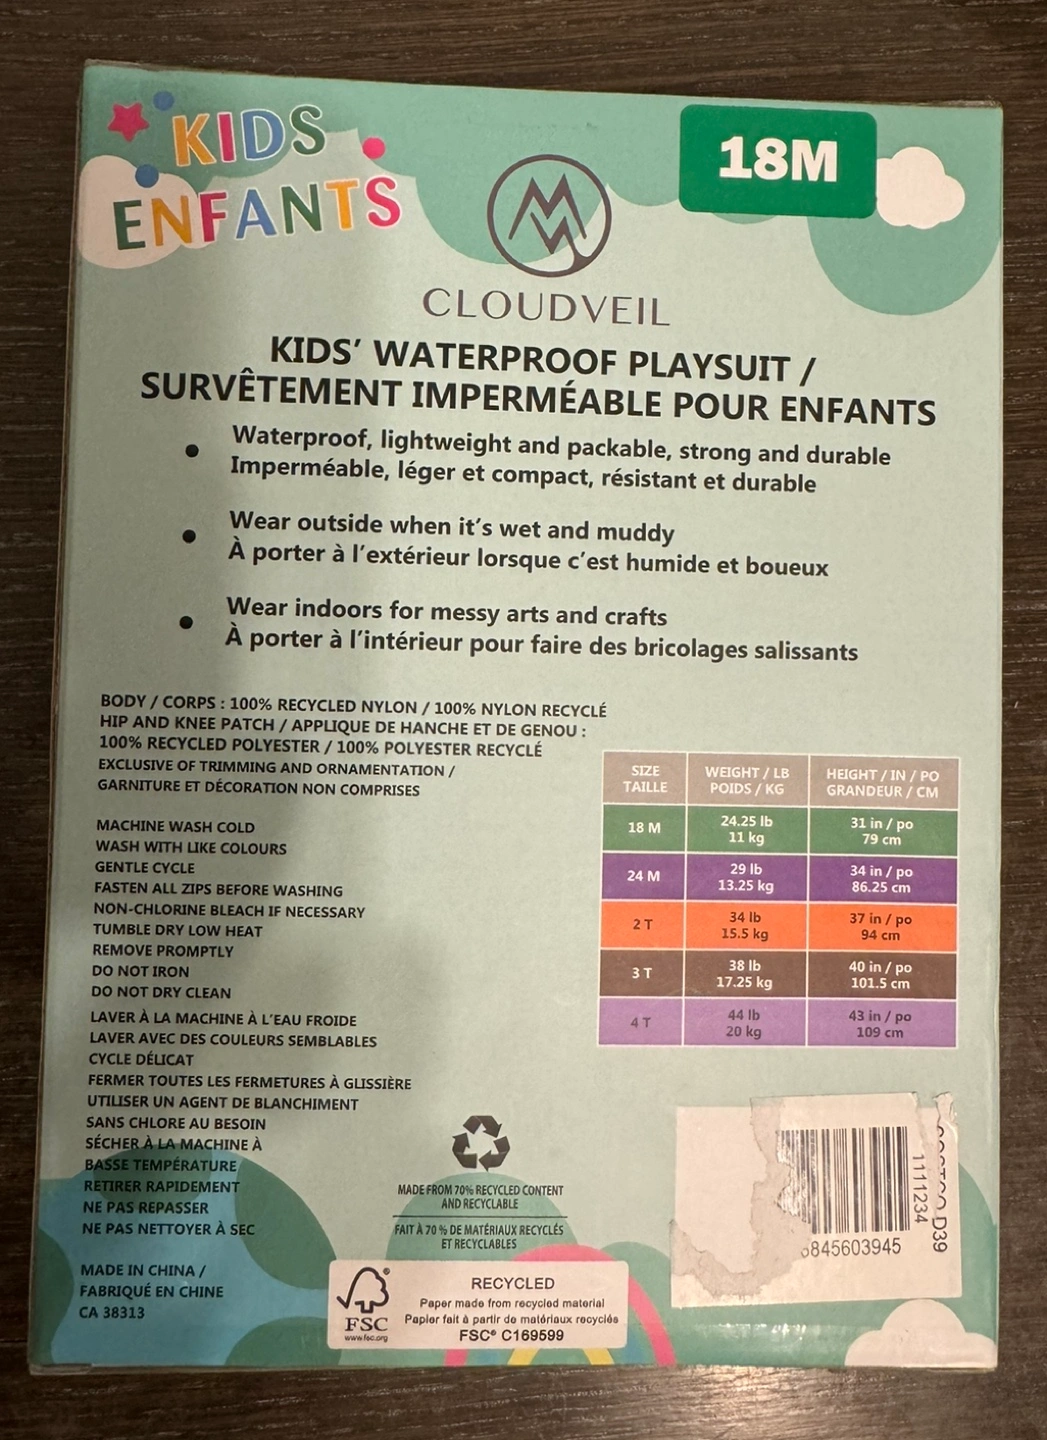 KIDS
ENFANTS
18M
CLOUDVEIL
KIDS' WATERPROOF PLAYSUIT /
SURVÊTEMENT IMPERMÉABLE POUR ENFANTS
• Waterproof, lightweight and packable, strong and durable
Imperméable, léger et compact, résistant et durable
• Wear outside when it's wet and muddy
À porter à l'extérieur lorsque c'est humide et boueux
• Wear indoors for messy arts and crafts
À porter à l'intérieur pour faire des bricolages salissants
BODY / CORPS : 100% RECYCLED NYLON / 100% NYLON RECYCLÉ
HIP AND KNEE PATCH / APPLIQUE DE HANCHE ET DE GENOU :
100% RECYCLED POLYESTER / 100% POLYESTER RECYCLÉ
EXCLUSIVE OF TRIMMING AND ORNAMENTATION /
GARNITURE ET DÉCORATION NON COMPRISES
MACHINE WASH COLD
WASH WITH LIKE COLOURS
GENTLE CYCLE
FASTEN ALL ZIPS BEFORE WASHING
NON-CHLORINE BLEACH IF NECESSARY
TUMBLE DRY LOW HEAT
REMOVE PROMPTLY
DO NOT IRON
DO NOT DRY CLEAN
LAVER À LA MACHINE À L'EAU FROIDE
LAVER AVEC DES COULEURS SEMBLABLES
CYCLE DÉLICAT
FERMER TOUTES LES FERMETURES À GLISSIÈRE
UTILISER UN AGENT DE BLANCHIMENT
SANS CHLORE AU BESOIN
SÉCHER À LA MACHINE À
BASSE TEMPÉRATURE
RETIRER RAPIDEMENT
NE PAS REPASSER
NE PAS NETTOYER À SEC
MADE IN CHINA /
FABRIQUÉ EN CHINE
CA 38313
SIZE WEIGHT / LB HEIGHT / IN / PO
TAILLE POIDS / KG GRANDEUR / CM
18 M 24.25 lb 31 in / po
11 kg 79 cm
24 M 29 lb 34 in / po
13.25 kg 86.25 cm
2 T 34 lb 37 in / po
15.5 kg 94 cm
3 T 38 lb 40 in / po
17.25 kg 101.5 cm
4 T 44 lb 43 in / po
20 kg 109 cm
MADE FROM 70% RECYCLED CONTENT
AND RECYCLABLE
FAIT À 70 % DE MATÉRIAUX RECYCLÉS
ET RECYCLABLES
FSC®
www.fsc.org
RECYCLED
Paper made from recycled material
Papier fait à partir de matériaux recyclés
FSC® C169599
845603945
1111234
D39